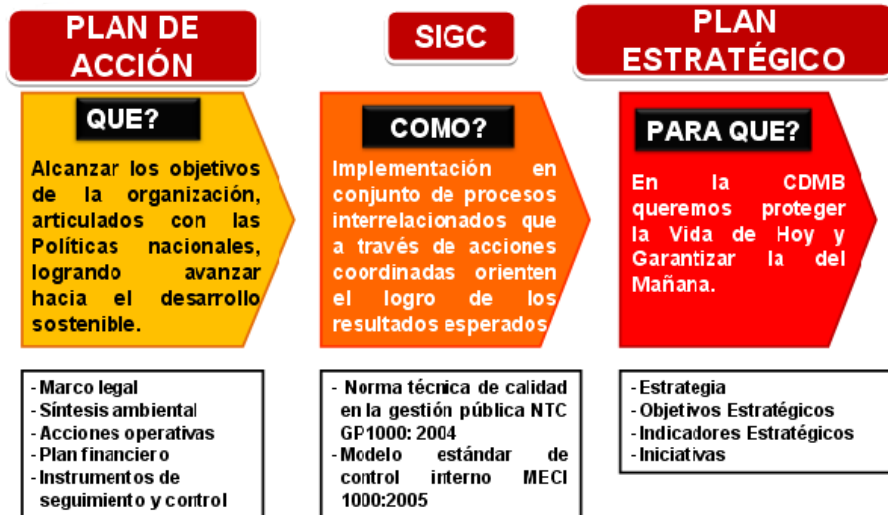 PLAN DE
ACCIÓN
QUE?
Alcanzar los objetivos
de la organización,
articulados con las
Políticas nacionales,
logrando avanzar
hacia el desarrollo
sostenible.
- Marco legal
- Síntesis ambiental
- Acciones operativas
- Plan financiero
- Instrumentos de
seguimiento y control
SIGC
COMO?
Implementación en
conjunto de procesos
interrelacionados que
a través de acciones
coordinadas orienten
el logro de los
resultados esperados
- Norma técnica de calidad
en la gestión pública NTC
GP1000: 2004
- Modelo estándar de
control interno MECI
1000:2005
PLAN
ESTRATÉGICO
PARA QUE?
En la CDMB
queremos proteger
la Vida de Hoy y
Garantizar la del
Mañana.
- Estrategia
- Objetivos Estratégicos
- Indicadores Estratégicos
- Iniciativas